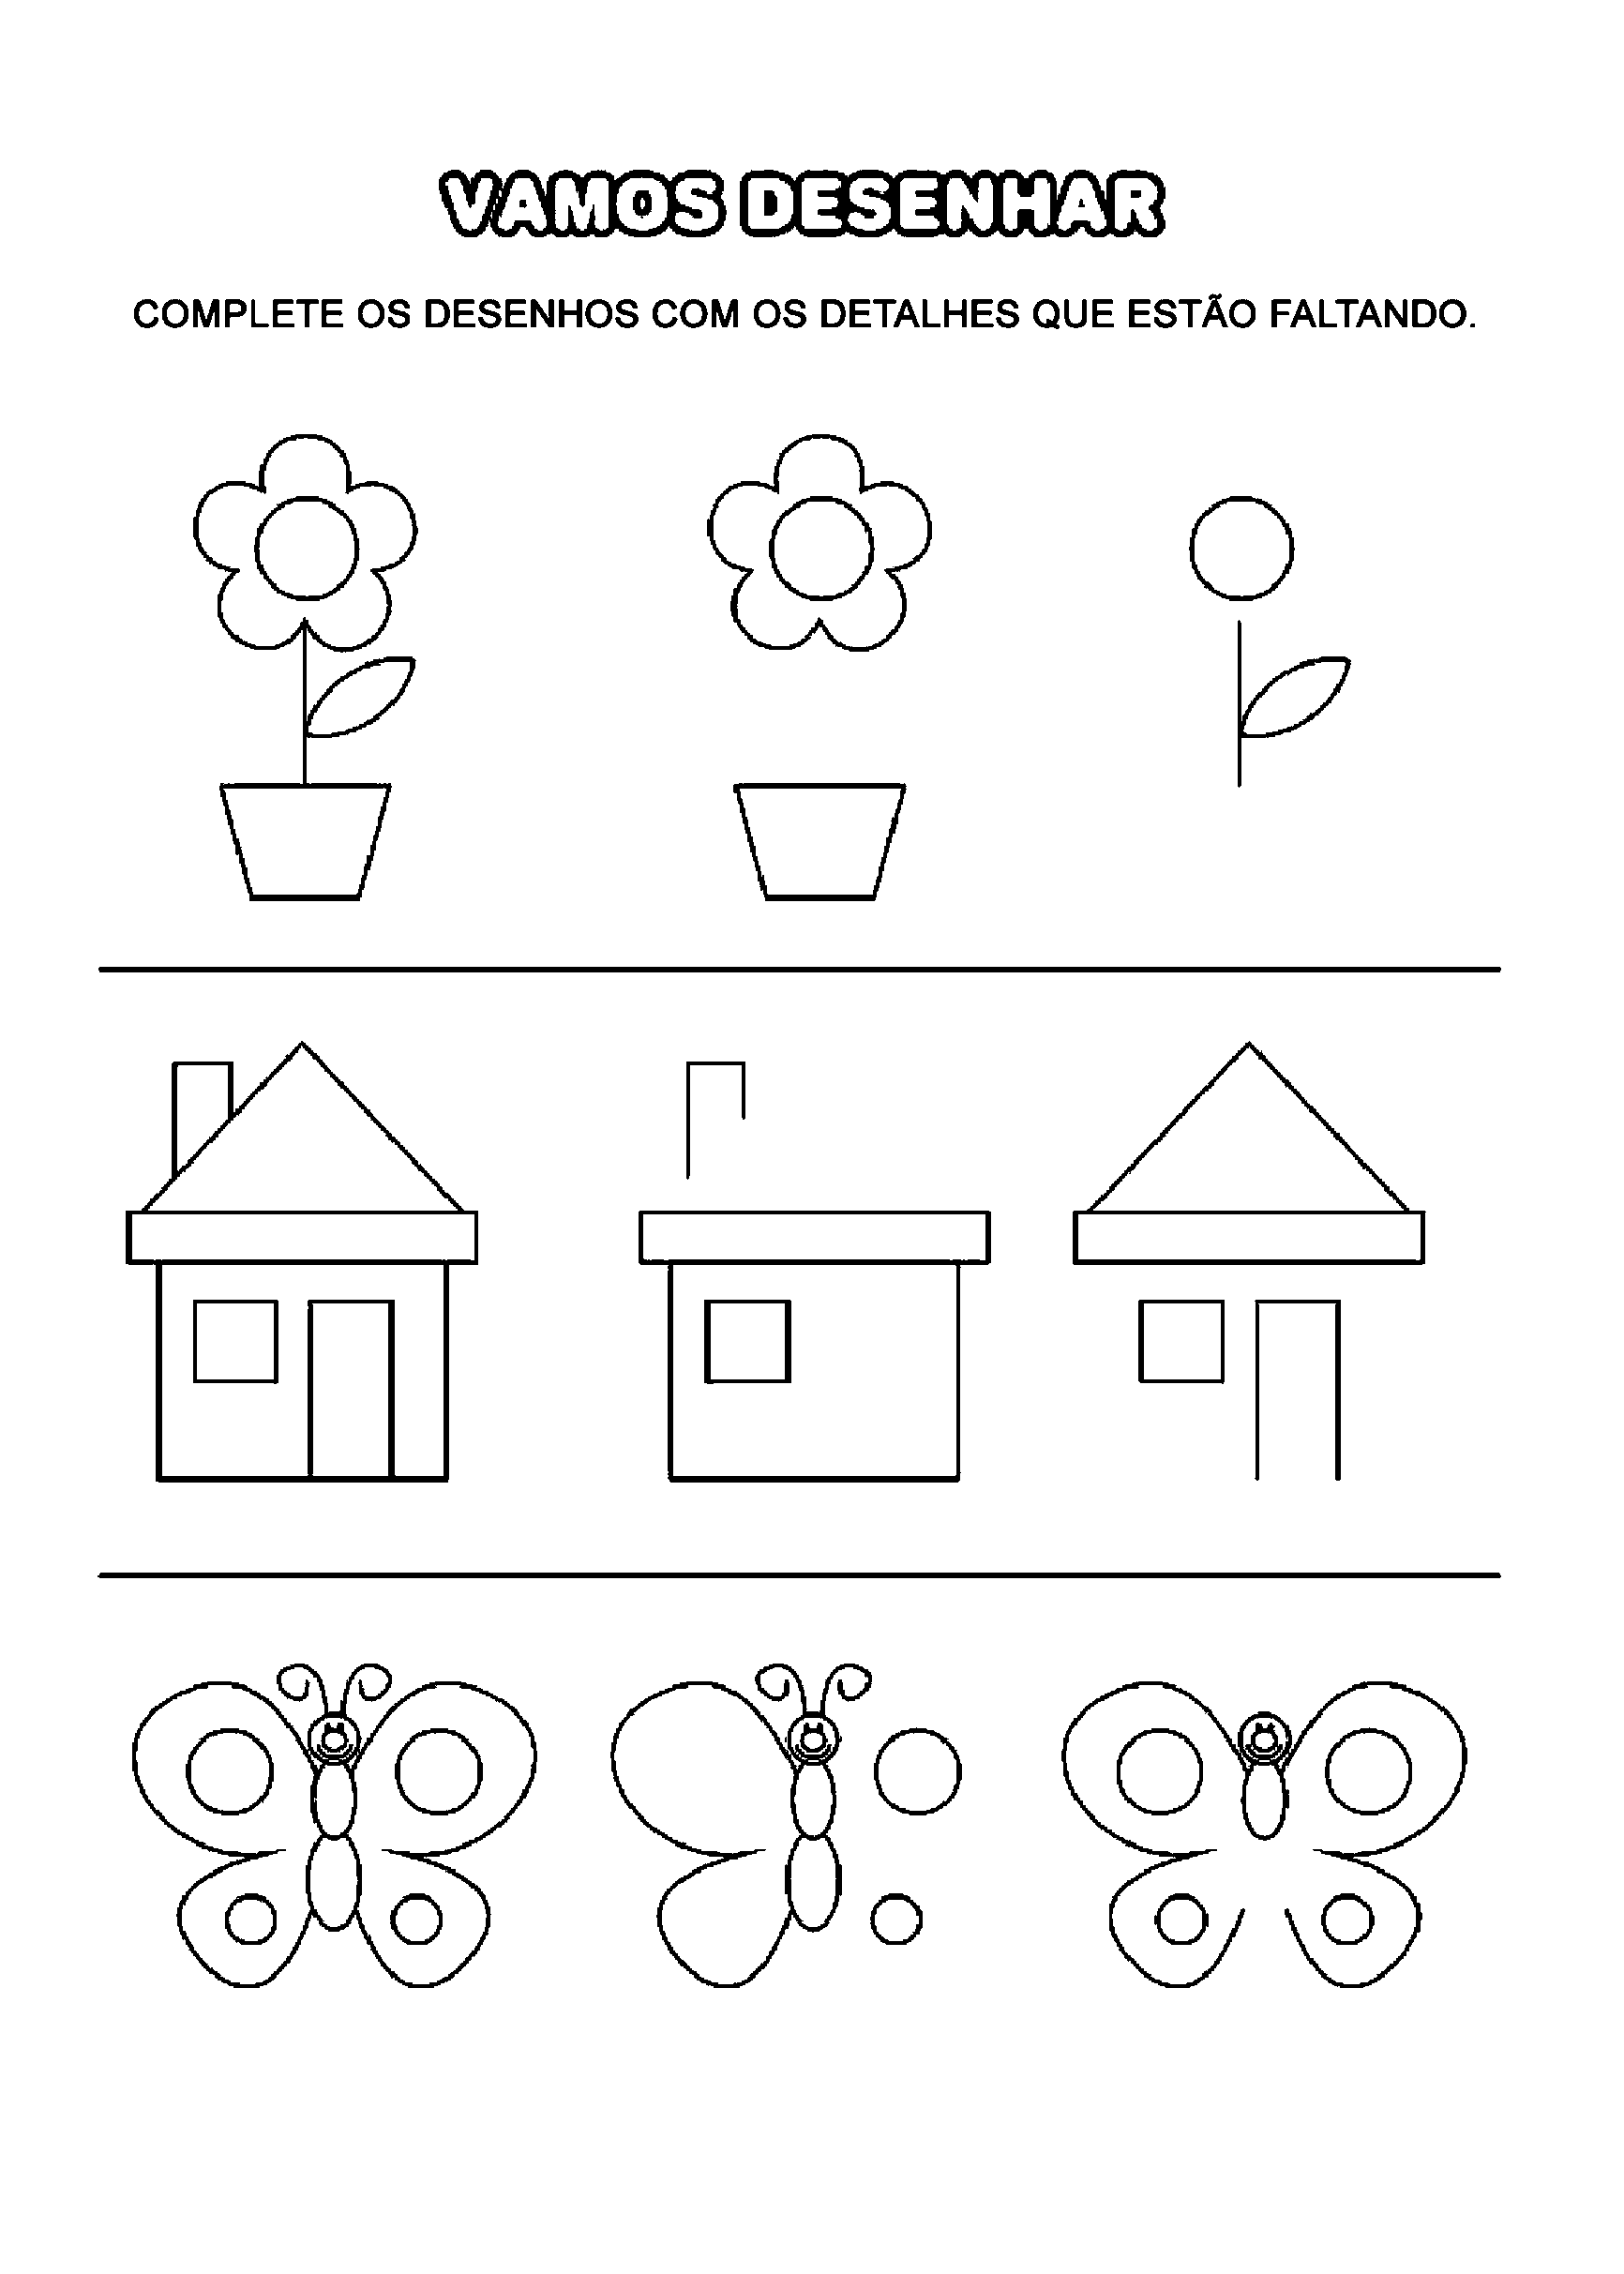 VAMOS DESENHAR
COMPLETE OS DESENHOS COM OS DETALHES QUE ESTÃO FALTANDO.